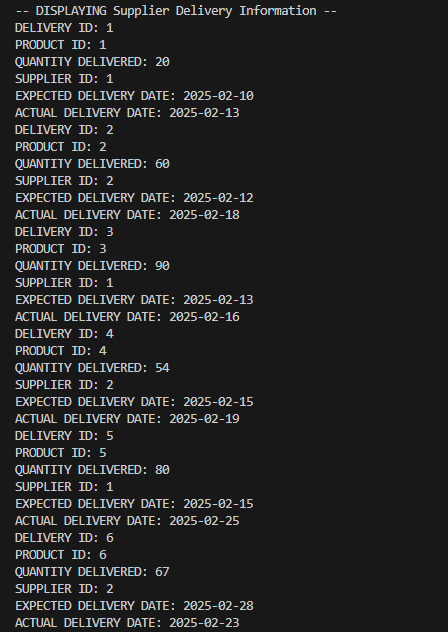 -- DISPLAYING Supplier Delivery Information --
DELIVERY ID: 1
PRODUCT ID: 1
QUANTITY DELIVERED: 20
SUPPLIER ID: 1
EXPECTED DELIVERY DATE: 2025-02-10
ACTUAL DELIVERY DATE: 2025-02-13
DELIVERY ID: 2
PRODUCT ID: 2
QUANTITY DELIVERED: 60
SUPPLIER ID: 2
EXPECTED DELIVERY DATE: 2025-02-12
ACTUAL DELIVERY DATE: 2025-02-18
DELIVERY ID: 3
PRODUCT ID: 3
QUANTITY DELIVERED: 90
SUPPLIER ID: 1
EXPECTED DELIVERY DATE: 2025-02-13
ACTUAL DELIVERY DATE: 2025-02-16
DELIVERY ID: 4
PRODUCT ID: 4
QUANTITY DELIVERED: 54
SUPPLIER ID: 2
EXPECTED DELIVERY DATE: 2025-02-15
ACTUAL DELIVERY DATE: 2025-02-19
DELIVERY ID: 5
PRODUCT ID: 5
QUANTITY DELIVERED: 80
SUPPLIER ID: 1
EXPECTED DELIVERY DATE: 2025-02-15
ACTUAL DELIVERY DATE: 2025-02-25
DELIVERY ID: 6
PRODUCT ID: 6
QUANTITY DELIVERED: 67
SUPPLIER ID: 2
EXPECTED DELIVERY DATE: 2025-02-28
ACTUAL DELIVERY DATE: 2025-02-23